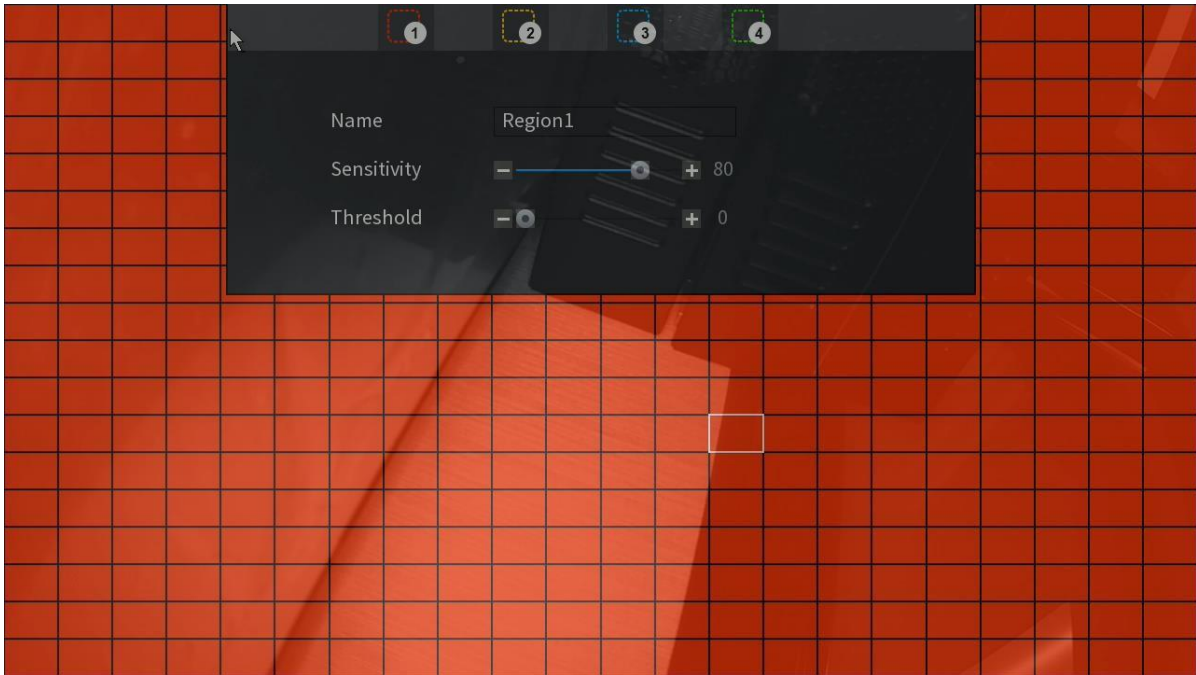 1 2 3 4
Name Region1
Sensitivity − + 80
Threshold − + 0